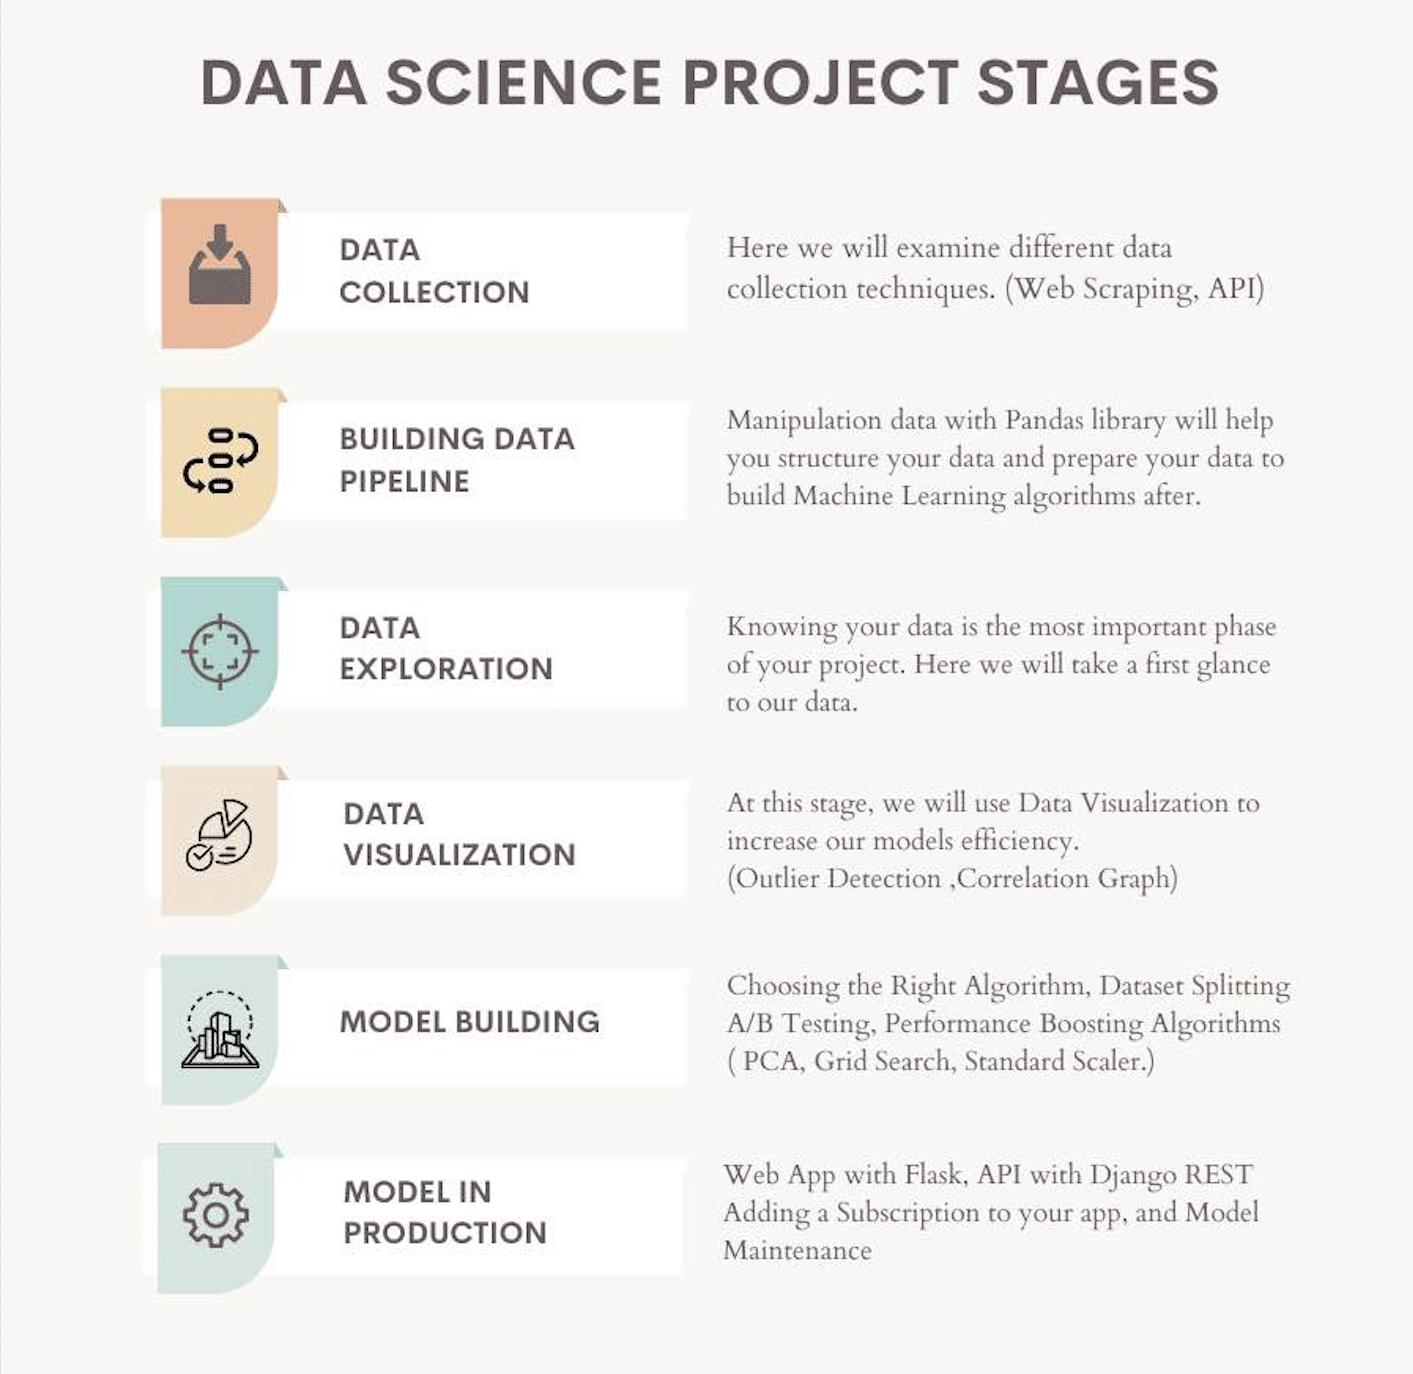 DATA SCIENCE PROJECT STAGES
DATA
COLLECTION
Here we will examine different data
collection techniques. (Web Scraping, API)
BUILDING DATA
PIPELINE
Manipulation data with Pandas library will help
you structure your data and prepare your data to
build Machine Learning algorithms after.
DATA
EXPLORATION
Knowing your data is the most important phase
of your project. Here we will take a first glance
to our data.
DATA
VISUALIZATION
At this stage, we will use Data Visualization to
increase our models efficiency.
(Outlier Detection ,Correlation Graph)
MODEL BUILDING
Choosing the Right Algorithm, Dataset Splitting
A/B Testing, Performance Boosting Algorithms
( PCA, Grid Search, Standard Scaler.)
MODEL IN
PRODUCTION
Web App with Flask, API with Django REST
Adding a Subscription to your app, and Model
Maintenance